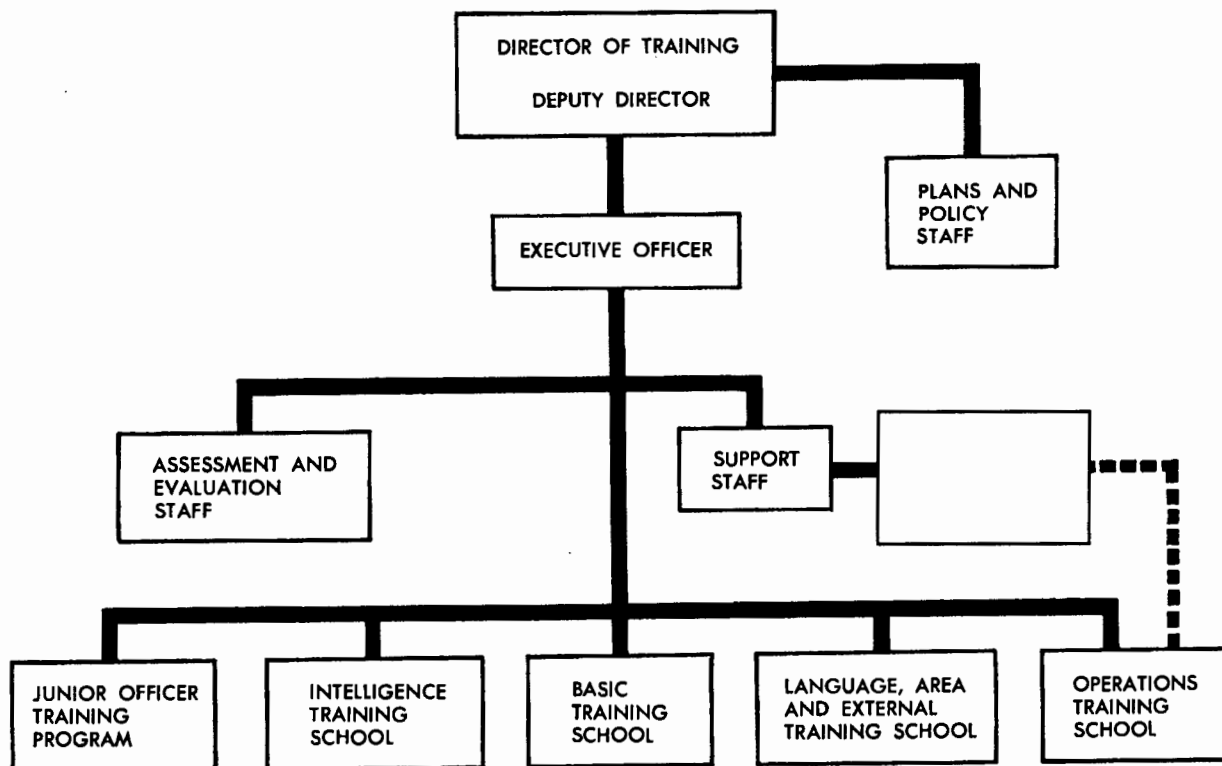 DIRECTOR OF TRAINING
DEPUTY DIRECTOR
PLANS AND
POLICY
STAFF
EXECUTIVE OFFICER
ASSESSMENT AND
EVALUATION
STAFF
SUPPORT
STAFF
JUNIOR OFFICER
TRAINING
PROGRAM
INTELLIGENCE
TRAINING
SCHOOL
BASIC
TRAINING
SCHOOL
LANGUAGE, AREA
AND EXTERNAL
TRAINING SCHOOL
OPERATIONS
TRAINING
SCHOOL